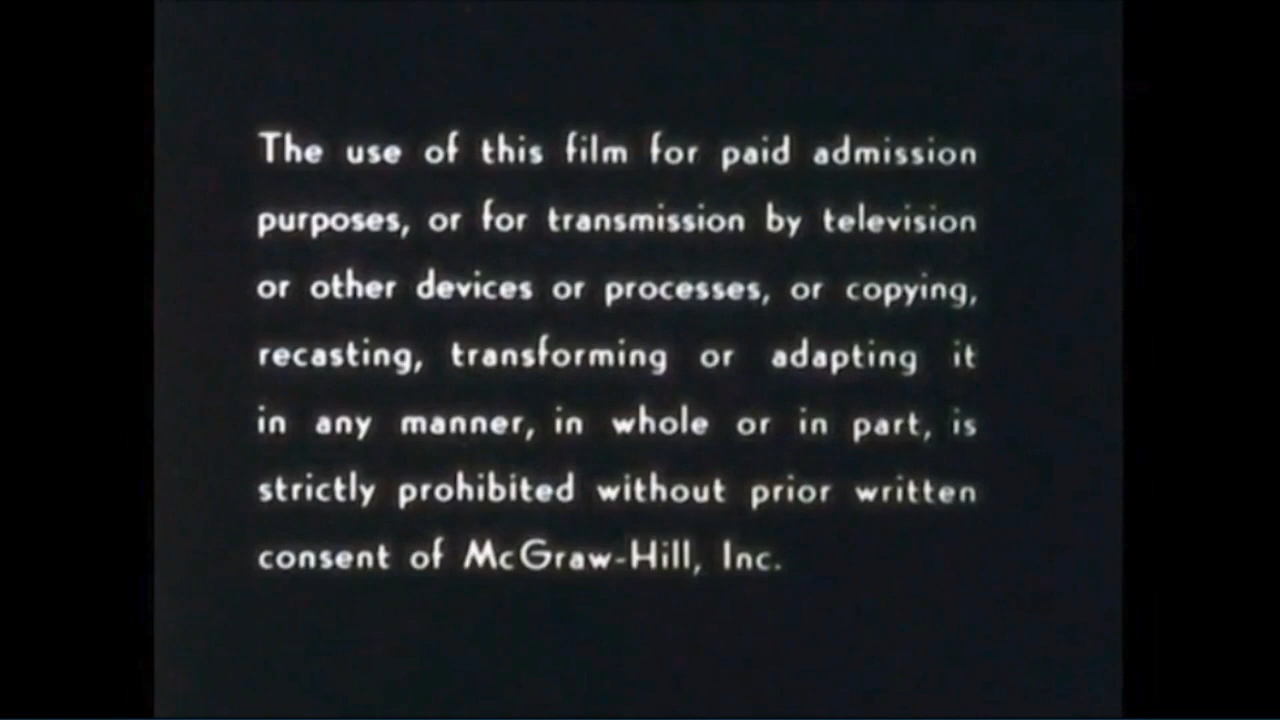 The use of this film for paid admission
purposes, or for transmission by television
or other devices or processes, or copying,
recasting, transforming or adapting it
in any manner, in whole or in part, is
strictly prohibited without prior written
consent of McGraw-Hill, Inc.